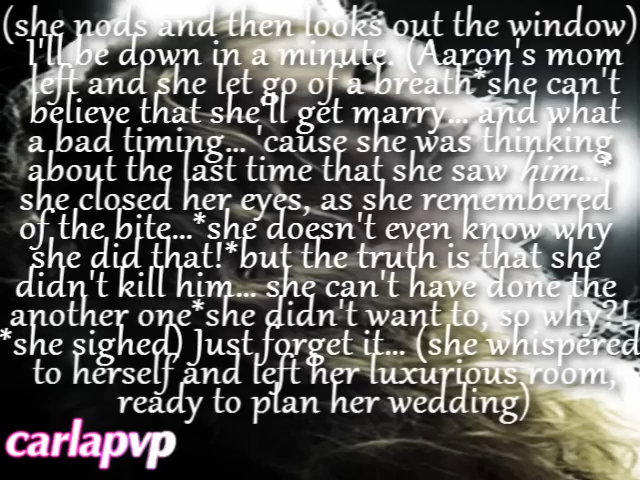 (she nods and then looks out the window)
I'll be down in a minute. (Aaron's mom
left and she let go of a breath*she can't
believe that she'll get marry... and what
a bad timing... 'cause she was thinking
about the last time that she saw him...*
she closed her eyes, as she remembered
of the bite...*she doesn't even know why
she did that!*but the truth is that she
didn't kill him... she can't have done the
another one*she didn't want to, so why?!
*she sighed) Just forget it... (she whispered
to herself and left her luxurious room,
ready to plan her wedding)
carlapvp